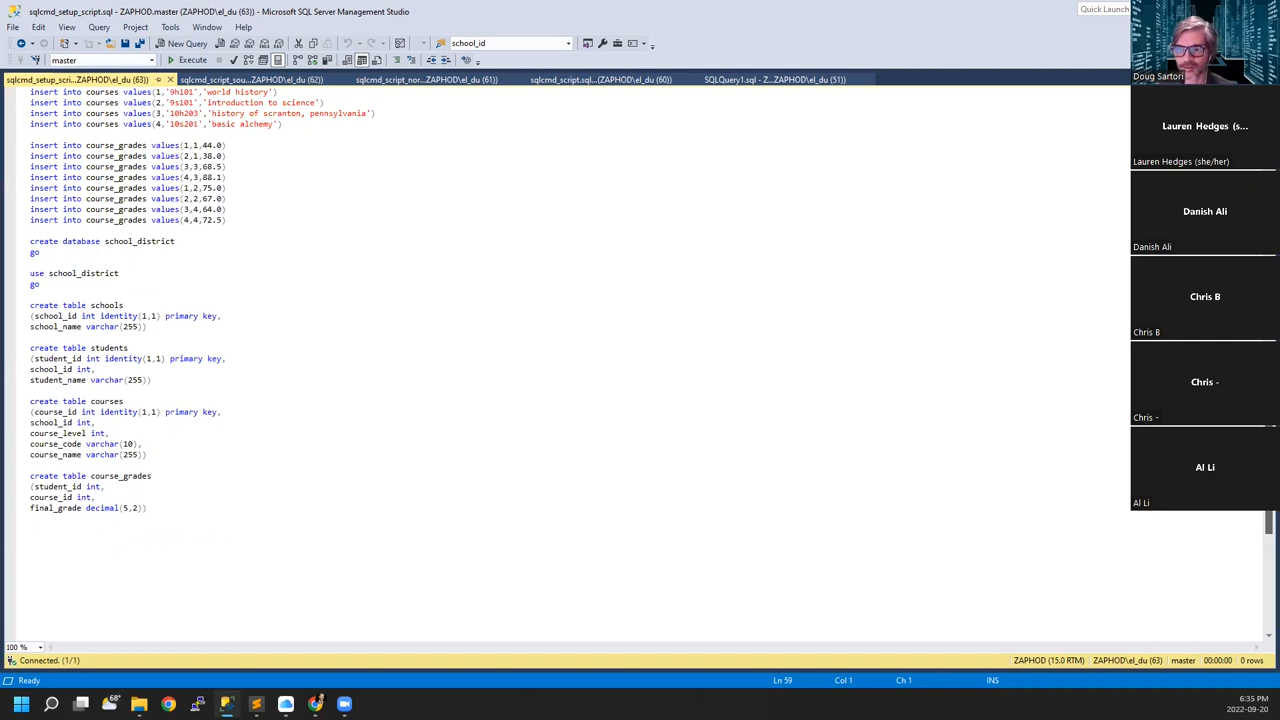 sqlcmd_setup_script.sql - ZAPHOD.master (ZAPHOD\el_du (63)) - Microsoft SQL Server Management Studio
Quick Launch
File Edit View Query Project Tools Window Help
New Query
school_id
master
Execute
sqlcmd_setup_scri...ZAPHOD\el_du (63))
sqlcmd_script_sou...ZAPHOD\el_du (62))
sqlcmd_script_nor...ZAPHOD\el_du (61))
sqlcmd_script.sql...(ZAPHOD\el_du (60))
SQLQuery1.sql - Z...ZAPHOD\el_du (51))
insert into courses values(1,'9h101','world history')
insert into courses values(2,'9s101','introduction to science')
insert into courses values(3,'10h203','history of scranton, pennsylvania')
insert into courses values(4,'10s201','basic alchemy')
insert into course_grades values(1,1,44.0)
insert into course_grades values(2,1,38.0)
insert into course_grades values(3,3,68.5)
insert into course_grades values(4,3,88.1)
insert into course_grades values(1,2,75.0)
insert into course_grades values(2,2,67.0)
insert into course_grades values(3,4,64.0)
insert into course_grades values(4,4,72.5)
create database school_district
go
use school_district
go
create table schools
(school_id int identity(1,1) primary key,
school_name varchar(255))
create table students
(student_id int identity(1,1) primary key,
school_id int,
student_name varchar(255))
create table courses
(course_id int identity(1,1) primary key,
school_id int,
course_level int,
course_code varchar(10),
course_name varchar(255))
create table course_grades
(student_id int,
course_id int,
final_grade decimal(5,2))
Doug Sartori
Lauren Hedges (s...
Lauren Hedges (she/her)
Danish Ali
Danish Ali
Chris B
Chris B
Chris -
Chris -
Al Li
Al Li
100 %
Connected. (1/1)
ZAPHOD (15.0 RTM) ZAPHOD\el_du (63) master 00:00:00 0 rows
Ready
Ln 59 Col 1 Ch 1 INS
68°
6:35 PM
2022-09-20